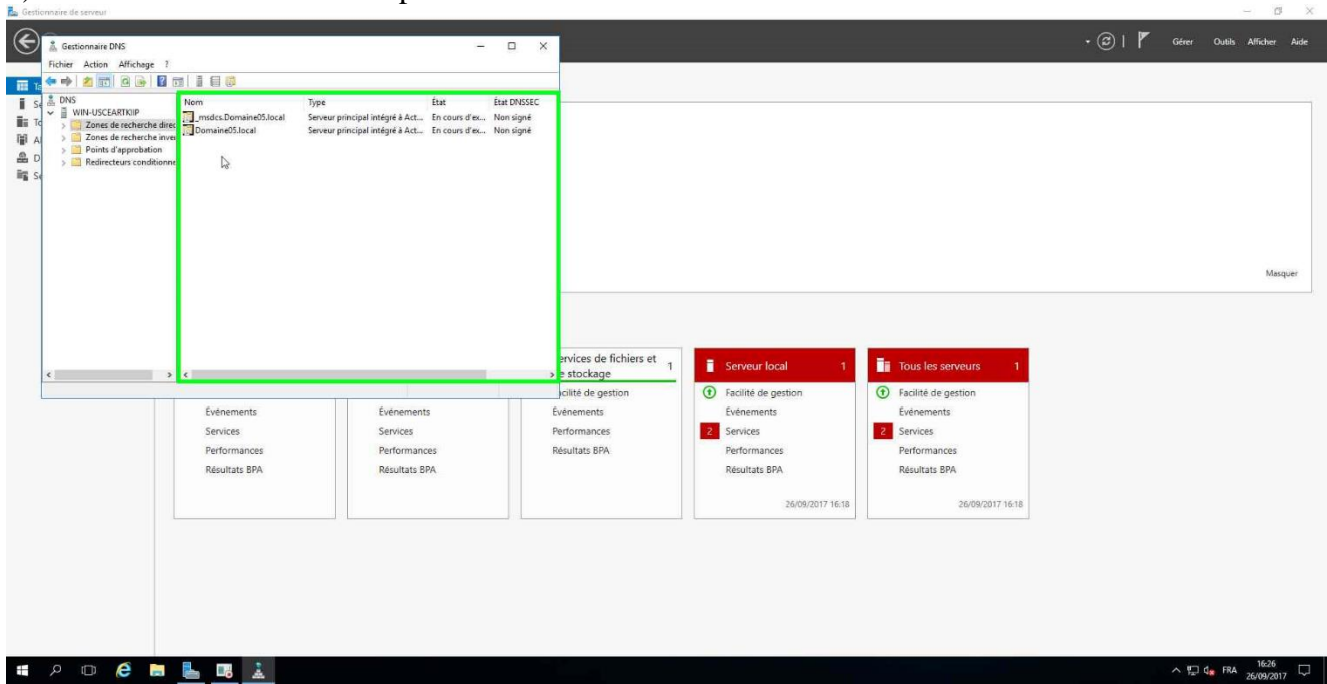 Gestionnaire de serveur
Gérer Outils Afficher Aide
Gestionnaire DNS
Fichier Action Affichage ?
DNS
WIN-USCEARTKIIP
Zones de recherche direc
Zones de recherche inver
Points d'approbation
Redirecteurs conditionne
Nom Type État État DNSSEC
_msdcs.Domaine05.local Serveur principal intégré à Act... En cours d'ex... Non signé
Domaine05.local Serveur principal intégré à Act... En cours d'ex... Non signé
Masquer
Événements
Services
Performances
Résultats BPA
Événements
Services
Performances
Résultats BPA
ervices de fichiers et 1
e stockage
acilité de gestion
Événements
Performances
Résultats BPA
Serveur local 1
Facilité de gestion
Événements
2 Services
Performances
Résultats BPA
26/09/2017 16:18
Tous les serveurs 1
Facilité de gestion
Événements
2 Services
Performances
Résultats BPA
26/09/2017 16:18
FRA
16:26
26/09/2017